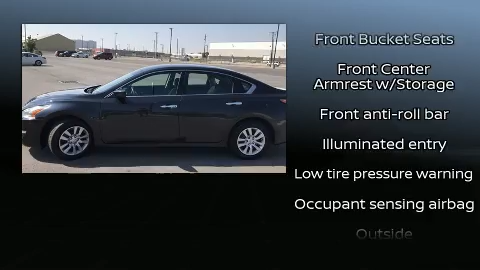 Front Bucket Seats
Front Center
Armrest w/Storage
Front anti-roll bar
Illuminated entry
Low tire pressure warning
Occupant sensing airbag
Outside